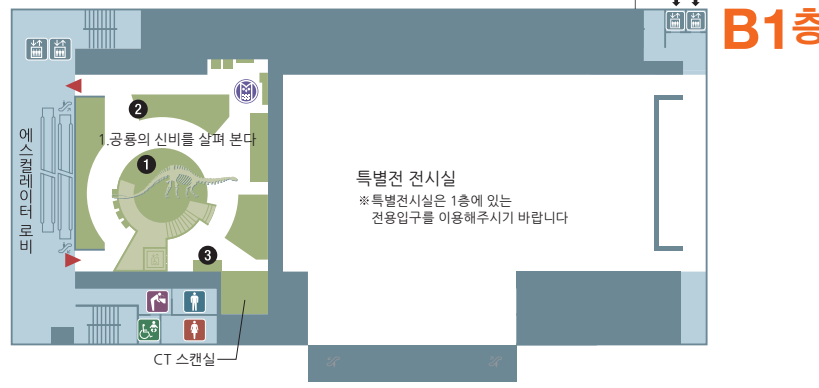 B1층
에스컬레이터 로비
2
1.공룡의 신비를 살펴 본다
1
3
특별전 전시실
※특별전시실은 1층에 있는
전용입구를 이용해주시기 바랍니다
CT 스캔실